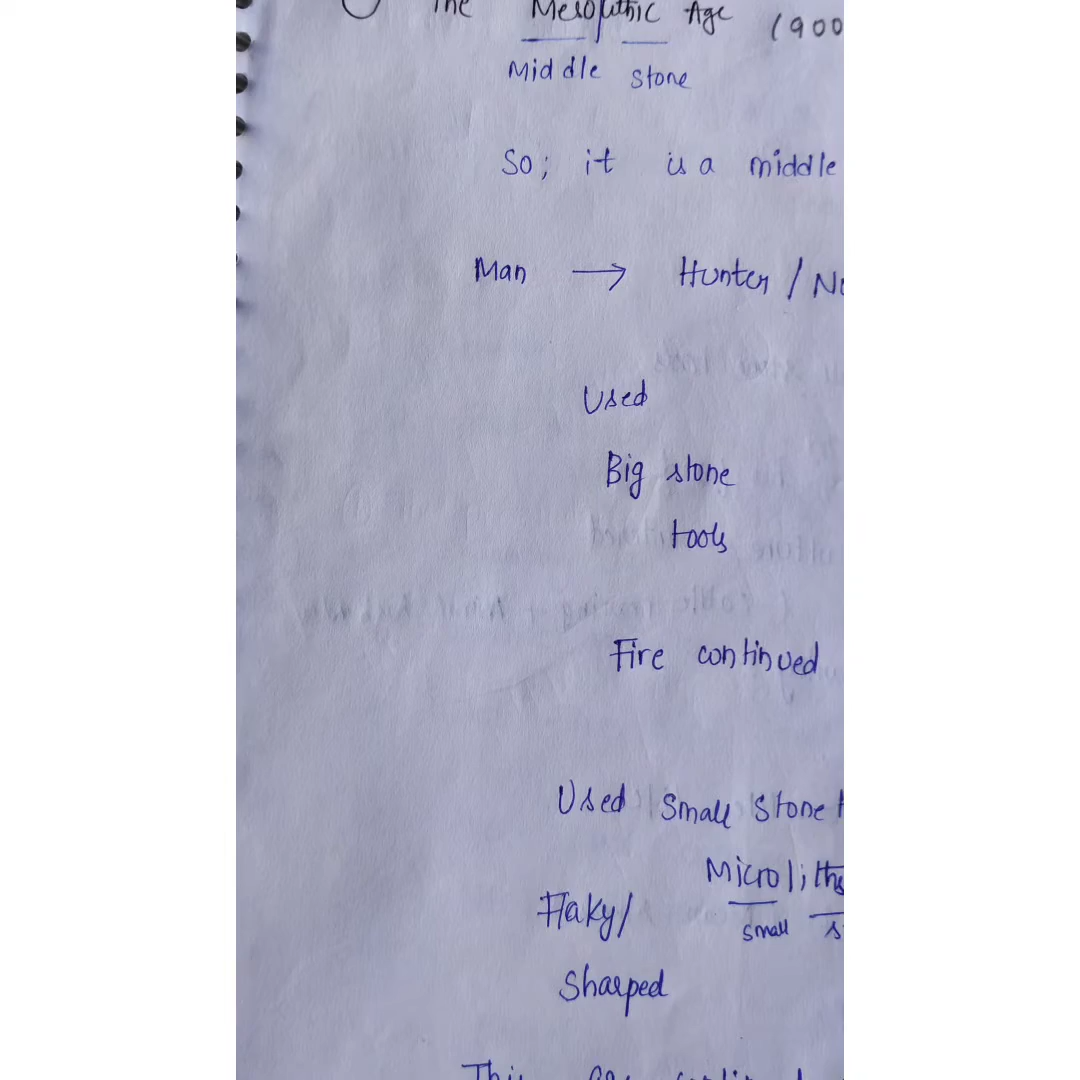 The Mesolithic Age (900
Middle stone
So; it is a middle
Man → Hunter /
Used
Big stone
tools
Fire continued
Used Small Stone
Microliths
Flaky/
small
Sharped
This